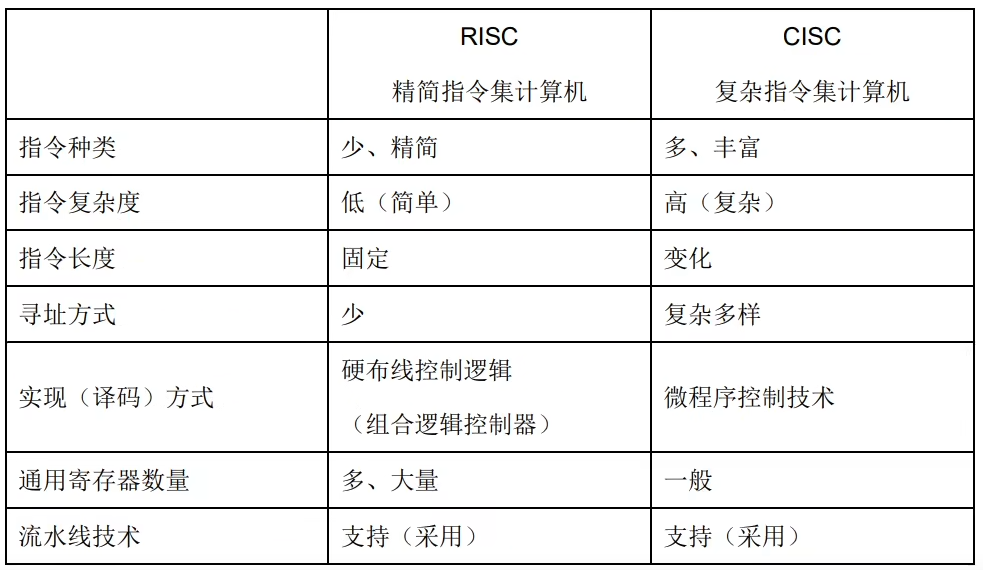 RISC
精简指令集计算机
CISC
复杂指令集计算机
指令种类
少、精简
多、丰富
指令复杂度
低（简单）
高（复杂）
指令长度
固定
变化
寻址方式
少
复杂多样
实现（译码）方式
硬布线控制逻辑
（组合逻辑控制器）
微程序控制技术
通用寄存器数量
多、大量
一般
流水线技术
支持（采用）
支持（采用）